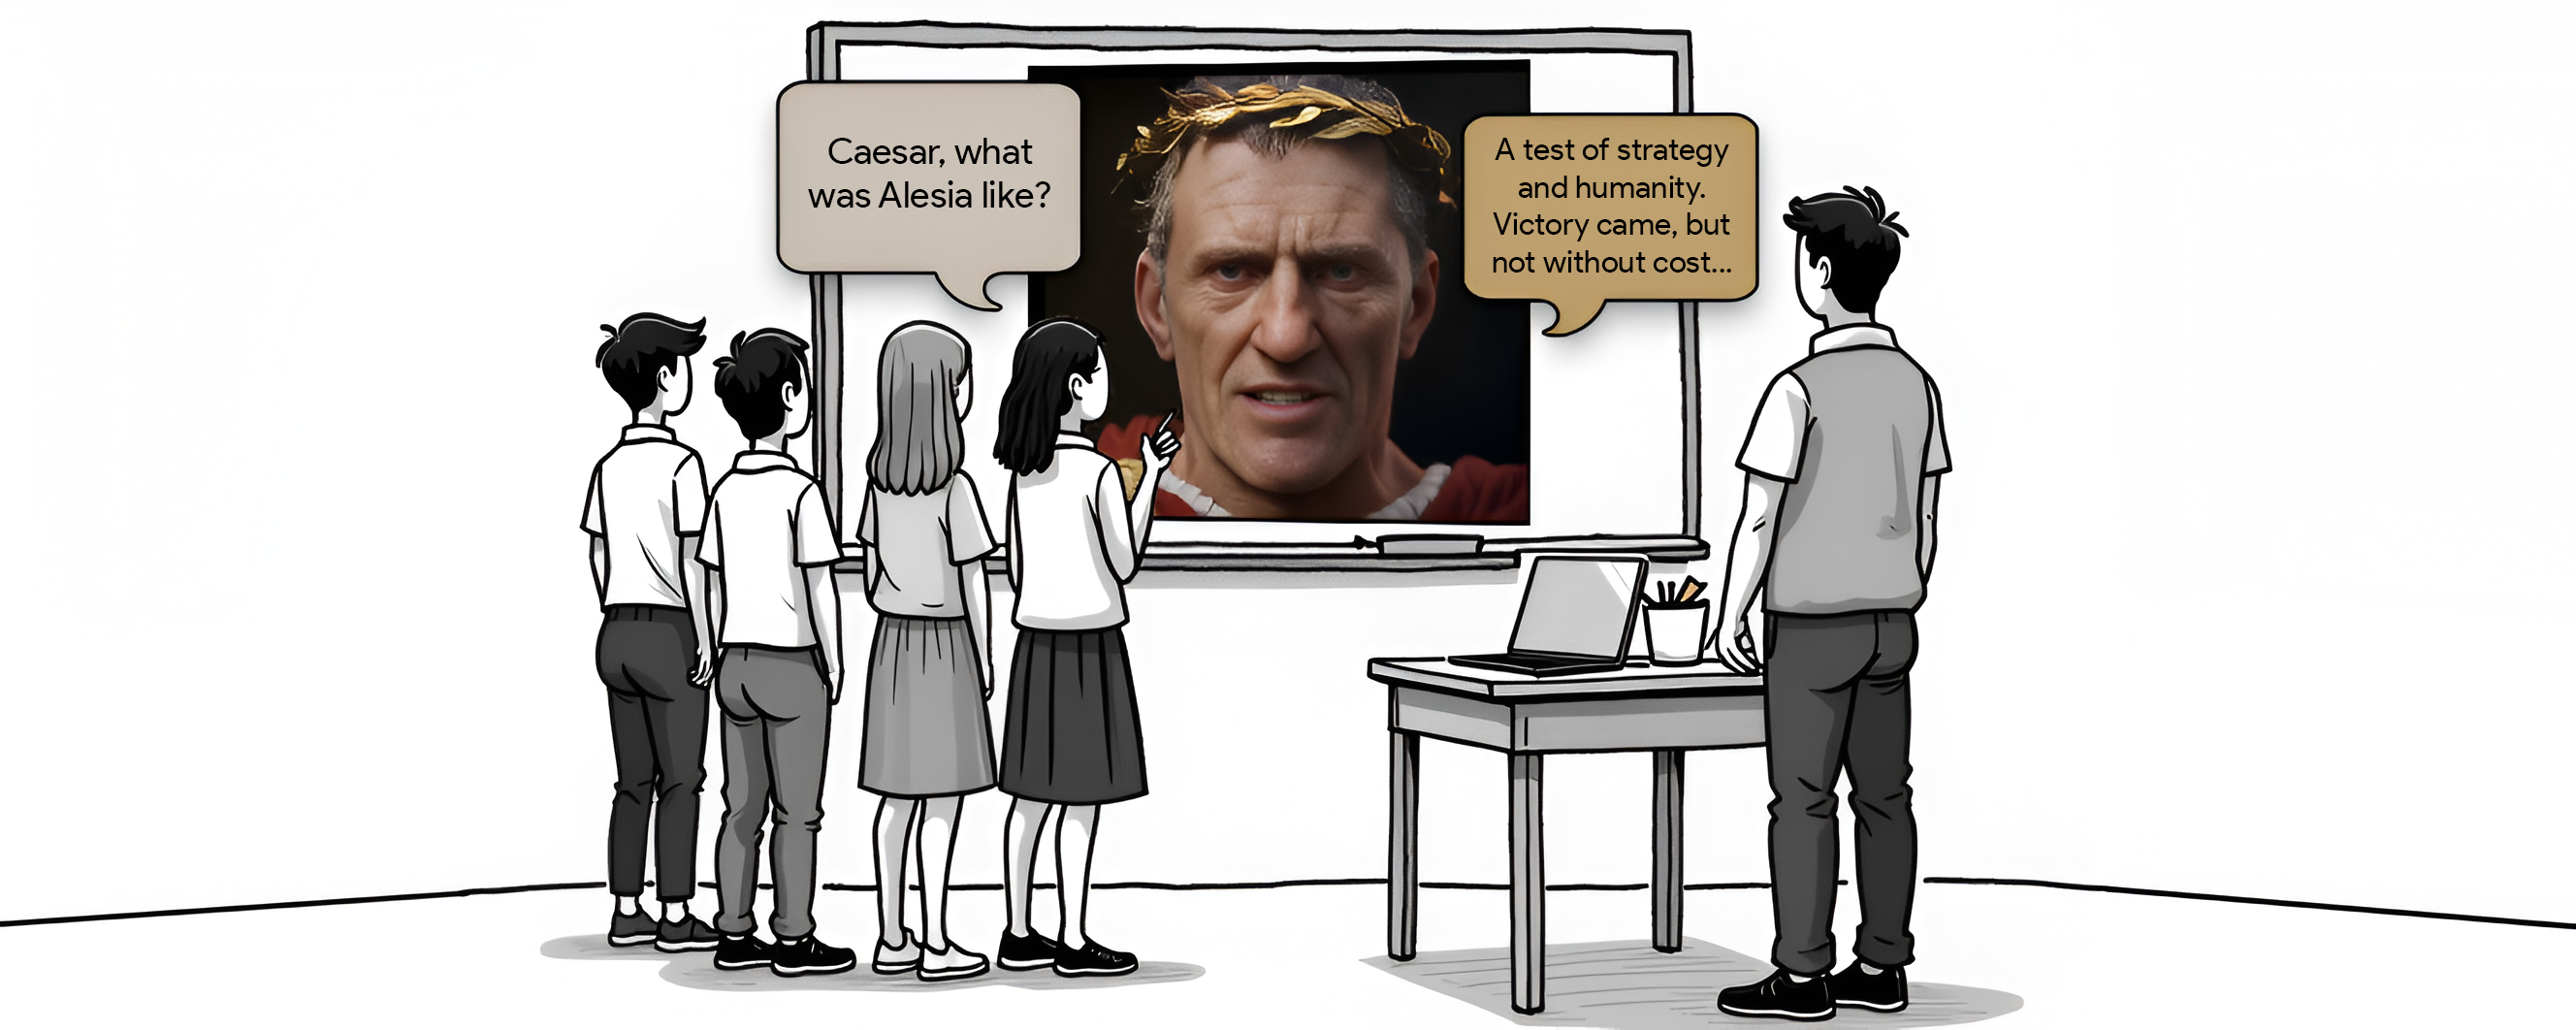 Caesar, what
was Alesia like?
A test of strategy
and humanity.
Victory came, but
not without cost...